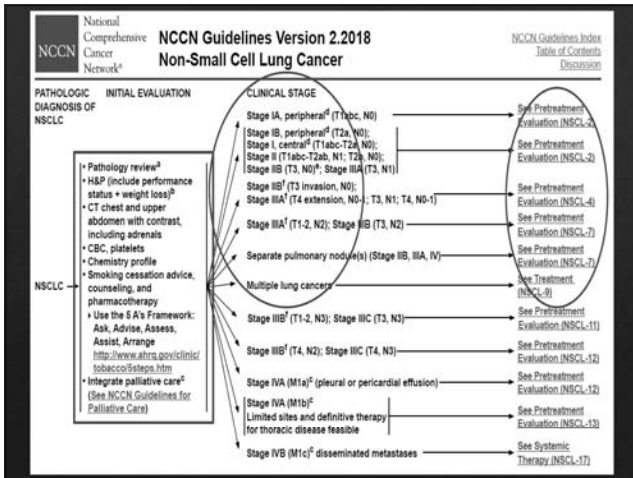 National
Comprehensive
NCCN Cancer
Network®
NCCN Guidelines Version 2.2018
Non-Small Cell Lung Cancer
NCCN Guidelines Index
Table of Contents
Discussion
PATHOLOGIC
DIAGNOSIS OF
NSCLC
INITIAL EVALUATION
CLINICAL STAGE
NSCLC
• Pathology reviewᵃ
• H&P (include performance
status + weight loss)ᵇ
• CT chest and upper
abdomen with contrast,
including adrenals
• CBC, platelets
• Chemistry profile
• Smoking cessation advice,
counseling, and
pharmacotherapy
Use the 5 A's Framework:
Ask, Advise, Assess,
Assist, Arrange
http://www.ahrq.gov/clinic/
tobacco/5steps.htm
• Integrate palliative careᶜ
(See NCCN Guidelines for
Palliative Care)
Stage IA, peripheralᵈ (T1abc, N0)
See Pretreatment
Evaluation (NSCL-2)
Stage IB, peripheralᵈ (T2a, N0);
Stage I, centralᵈ (T1abc-T2a, N0);
Stage II (T1abc-T2ab, N1; T2b, N0);
Stage IIB (T3, N0)ᵉ; Stage IIIA (T3, N1)
See Pretreatment
Evaluation (NSCL-2)
Stage IIBᶠ (T3 invasion, N0);
Stage IIIAᶠ (T4 extension, N0-1; T3, N1; T4, N0-1)
See Pretreatment
Evaluation (NSCL-4)
Stage IIIAᶠ (T1-2, N2); Stage IIIB (T3, N2)
See Pretreatment
Evaluation (NSCL-7)
Separate pulmonary nodule(s) (Stage IIB, IIIA, IV)
See Pretreatment
Evaluation (NSCL-7)
Multiple lung cancers
See Treatment
(NSCL-9)
Stage IIIBᶠ (T1-2, N3); Stage IIIC (T3, N3)
See Pretreatment
Evaluation (NSCL-11)
Stage IIIBᶠ (T4, N2); Stage IIIC (T4, N3)
See Pretreatment
Evaluation (NSCL-12)
Stage IVA (M1a)ᶜ (pleural or pericardial effusion)
See Pretreatment
Evaluation (NSCL-12)
Stage IVA (M1b)ᶜ
Limited sites and definitive therapy
for thoracic disease feasible
See Pretreatment
Evaluation (NSCL-13)
Stage IVB (M1c)ᶜ disseminated metastases
See Systemic
Therapy (NSCL-17)